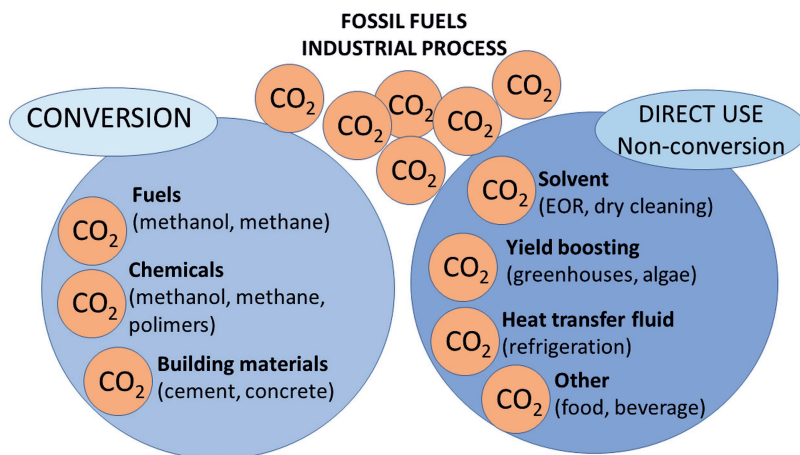 FOSSIL FUELS
INDUSTRIAL PROCESS
CO2
CO2
CO2
CO2
CO2
CO2
CONVERSION
Fuels
CO2
(methanol, methane)
Chemicals
CO2
(methanol, methane,
polimers)
Building materials
CO2
(cement, concrete)
DIRECT USE
Non-conversion
Solvent
CO2
(EOR, dry cleaning)
Yield boosting
CO2
(greenhouses, algae)
Heat transfer fluid
CO2
(refrigeration)
Other
CO2
(food, beverage)